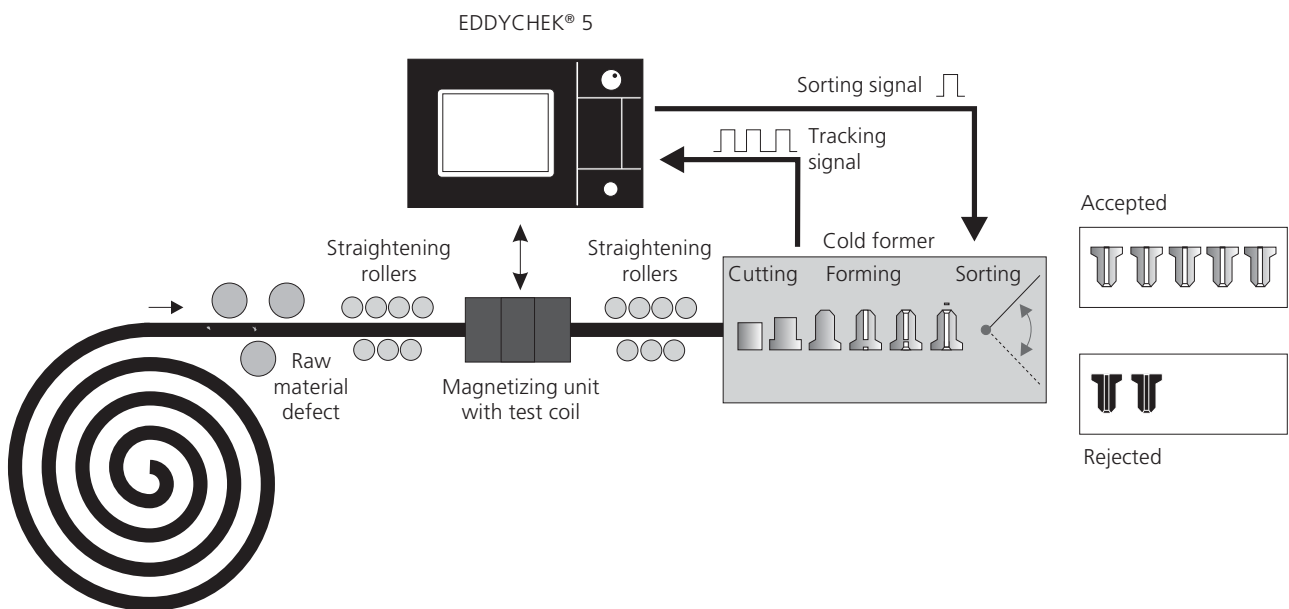 EDDYCHEK® 5
Sorting signal
Tracking
signal
Accepted
Straightening
rollers
Straightening
rollers
Cold former
Cutting
Forming
Sorting
Raw
material
defect
Magnetizing unit
with test coil
Rejected